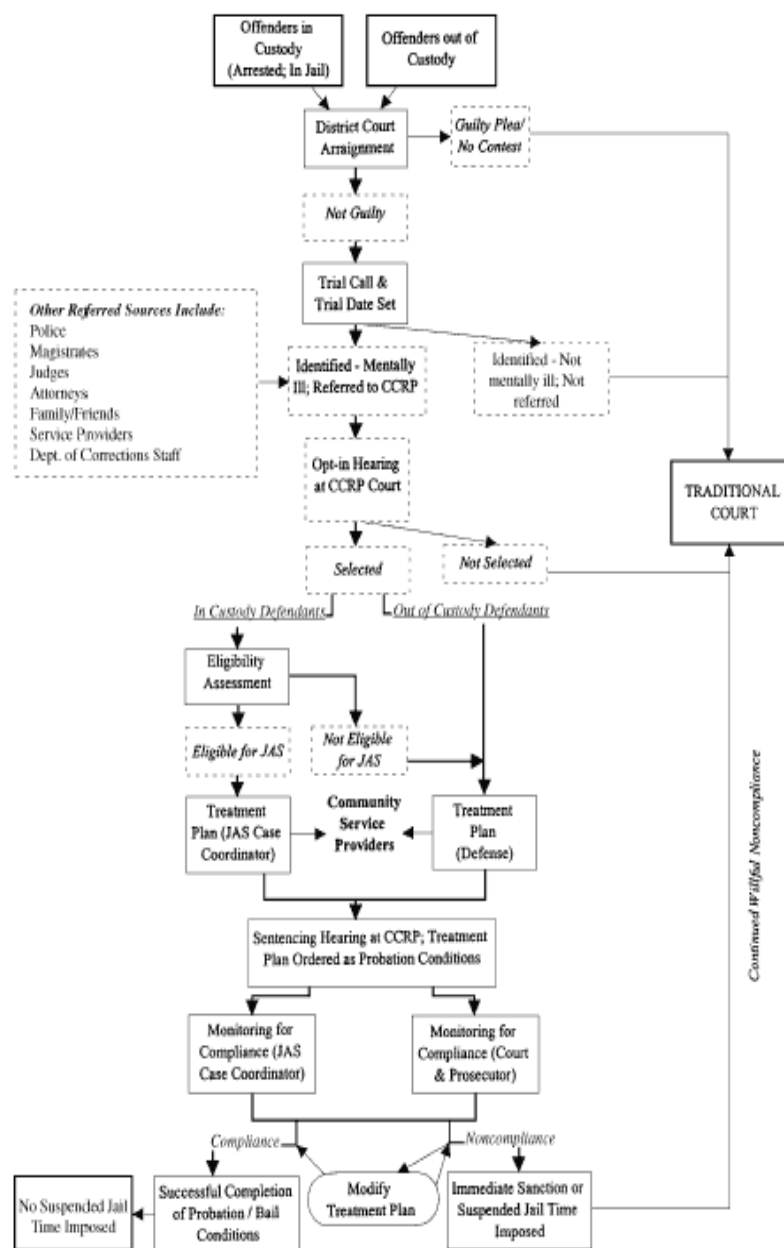 Offenders in
Custody
(Arrested; In Jail)
Offenders out of
Custody
District Court
Arraignment
Guilty Plea/
No Contest
Not Guilty
Trial Call &
Trial Date Set
Other Referred Sources Include:
Police
Magistrates
Judges
Attorneys
Family/Friends
Service Providers
Dept. of Corrections Staff
Identified - Mentally
Ill; Referred to CCRP
Identified - Not
mentally ill; Not
referred
Opt-in Hearing
at CCRP Court
TRADITIONAL
COURT
Selected
Not Selected
In Custody Defendants
Out of Custody Defendants
Eligibility
Assessment
Eligible for JAS
Not Eligible
for JAS
Treatment
Plan (JAS Case
Coordinator)
Community
Service
Providers
Treatment
Plan
(Defense)
Continued Willful Noncompliance
Sentencing Hearing at CCRP; Treatment
Plan Ordered as Probation Conditions
Monitoring for
Compliance (JAS
Case Coordinator)
Monitoring for
Compliance (Court
& Prosecutor)
Compliance
Noncompliance
No Suspended Jail
Time Imposed
Successful Completion
of Probation / Bail
Conditions
Modify
Treatment Plan
Immediate Sanction or
Suspended Jail Time
Imposed